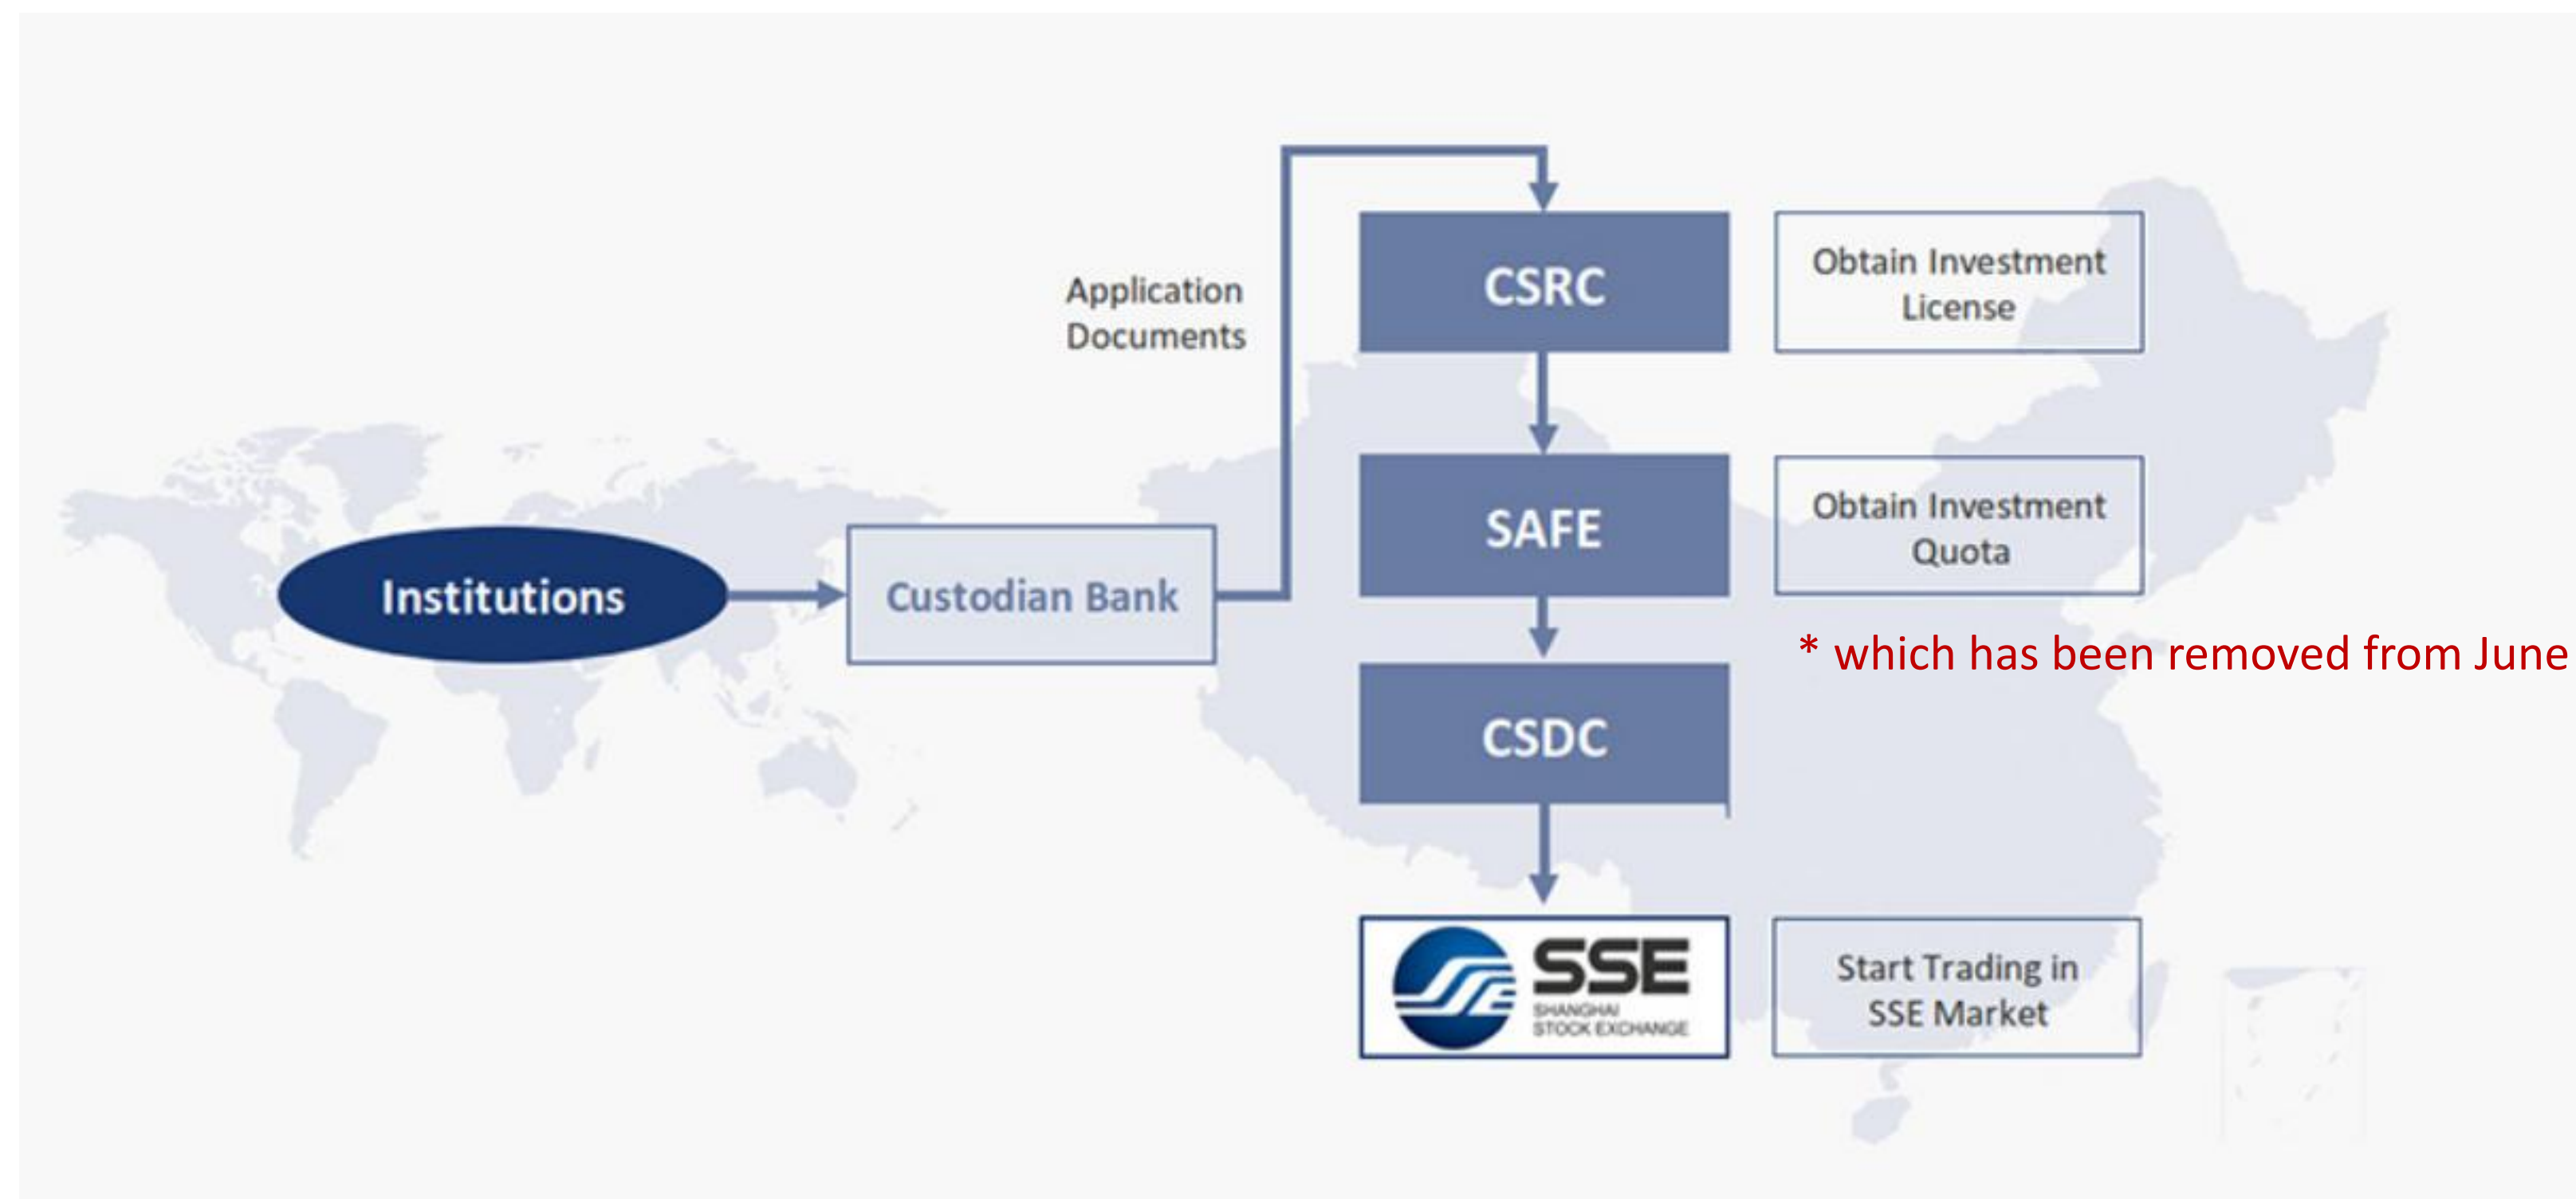 Application
Documents
Institutions
Custodian Bank
CSRC
Obtain Investment
License
SAFE
Obtain Investment
Quota
* which has been removed from June
CSDC
SSE
SHANGHAI
STOCK EXCHANGE
Start Trading in
SSE Market